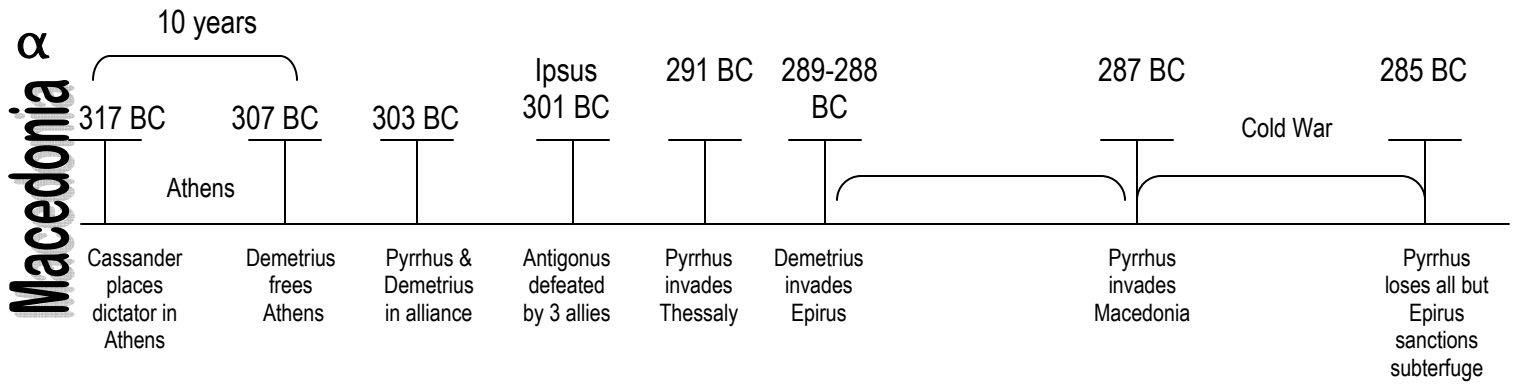 α
Macedonia
10 years
317 BC
307 BC
303 BC
Ipsus
301 BC
291 BC
289-288
BC
287 BC
285 BC
Athens
Cold War
Cassander
places
dictator in
Athens
Demetrius
frees
Athens
Pyrrhus &
Demetrius
in alliance
Antigonus
defeated
by 3 allies
Pyrrhus
invades
Thessaly
Demetrius
invades
Epirus
Pyrrhus
invades
Macedonia
Pyrrhus
loses all but
Epirus
sanctions
subterfuge